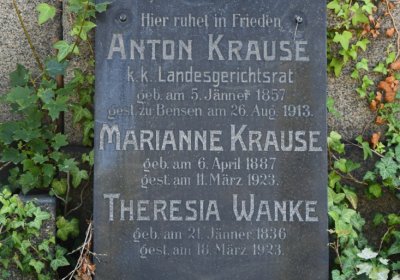 Hier ruhet in Frieden
ANTON KRAUSE
k.k. Landesgerichtsrat
geb. am 5. Jänner 1857
gest. zu Bensen am 26. Aug. 1913.
MARIANNE KRAUSE
geb. am 6. April 1887
gest. am 11. März 1923.
THERESIA WANKE
geb. am 21. Jänner 1836
gest. am 18. März 1923.